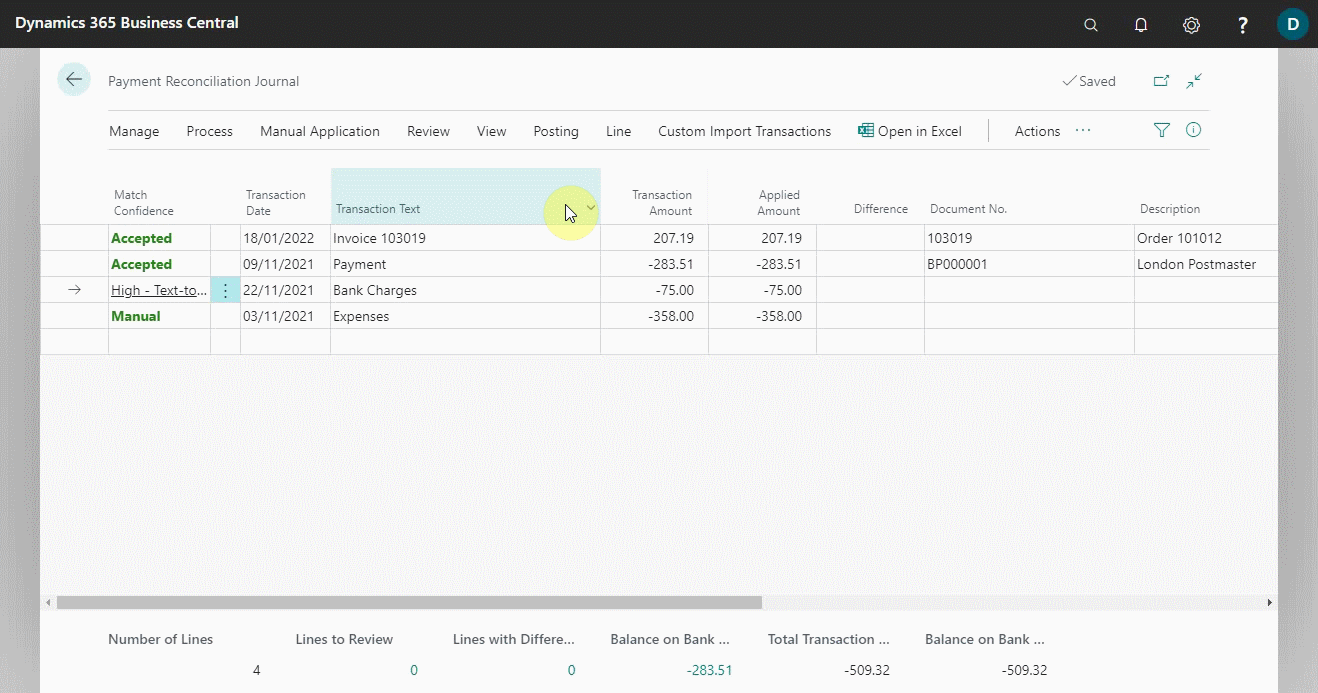 Dynamics 365 Business Central
?
D
Payment Reconciliation Journal
Saved
Manage Process Manual Application Review View Posting Line Custom Import Transactions Open in Excel Actions ···
Match Confidence Transaction Date Transaction Text Transaction Amount Applied Amount Difference Document No. Description
Accepted 18/01/2022 Invoice 103019 207.19 207.19 103019 Order 101012
Accepted 09/11/2021 Payment -283.51 -283.51 BP000001 London Postmaster
High - Text-to... 22/11/2021 Bank Charges -75.00 -75.00
Manual 03/11/2021 Expenses -358.00 -358.00
Number of Lines Lines to Review Lines with Differe... Balance on Bank ... Total Transaction ... Balance on Bank ...
4 0 0 -283.51 -509.32 -509.32